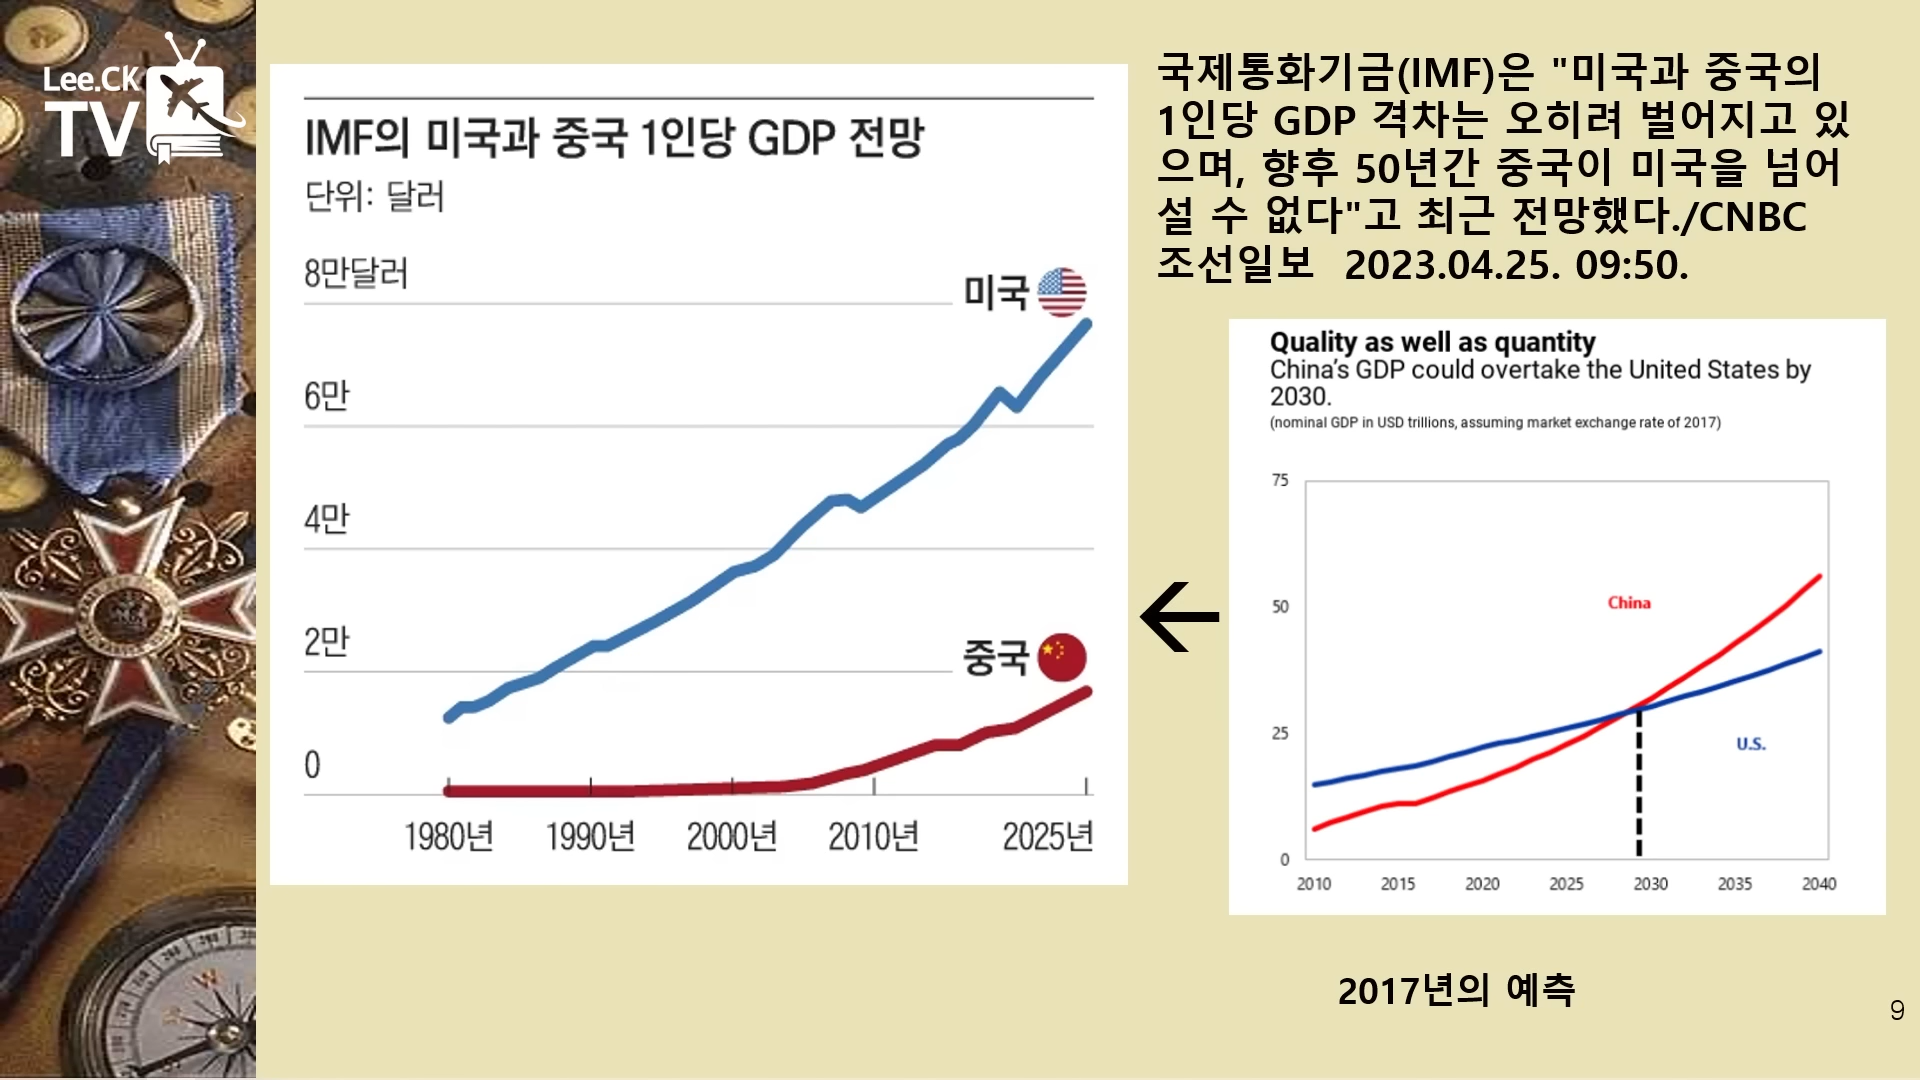 Lee.CK
TV
국제통화기금(IMF)은 "미국과 중국의
1인당 GDP 격차는 오히려 벌어지고 있
으며, 향후 50년간 중국이 미국을 넘어
설 수 없다"고 최근 전망했다./CNBC
조선일보 2023.04.25. 09:50.
IMF의 미국과 중국 1인당 GDP 전망
단위: 달러
8만달러
미국
6만
4만
2만
중국
0
1980년 1990년 2000년 2010년 2025년
←
Quality as well as quantity
China's GDP could overtake the United States by
2030.
(nominal GDP in USD trillions, assuming market exchange rate of 2017)
75
China
50
25
U.S.
0
2010 2015 2020 2025 2030 2035 2040
2017년의 예측
9
W